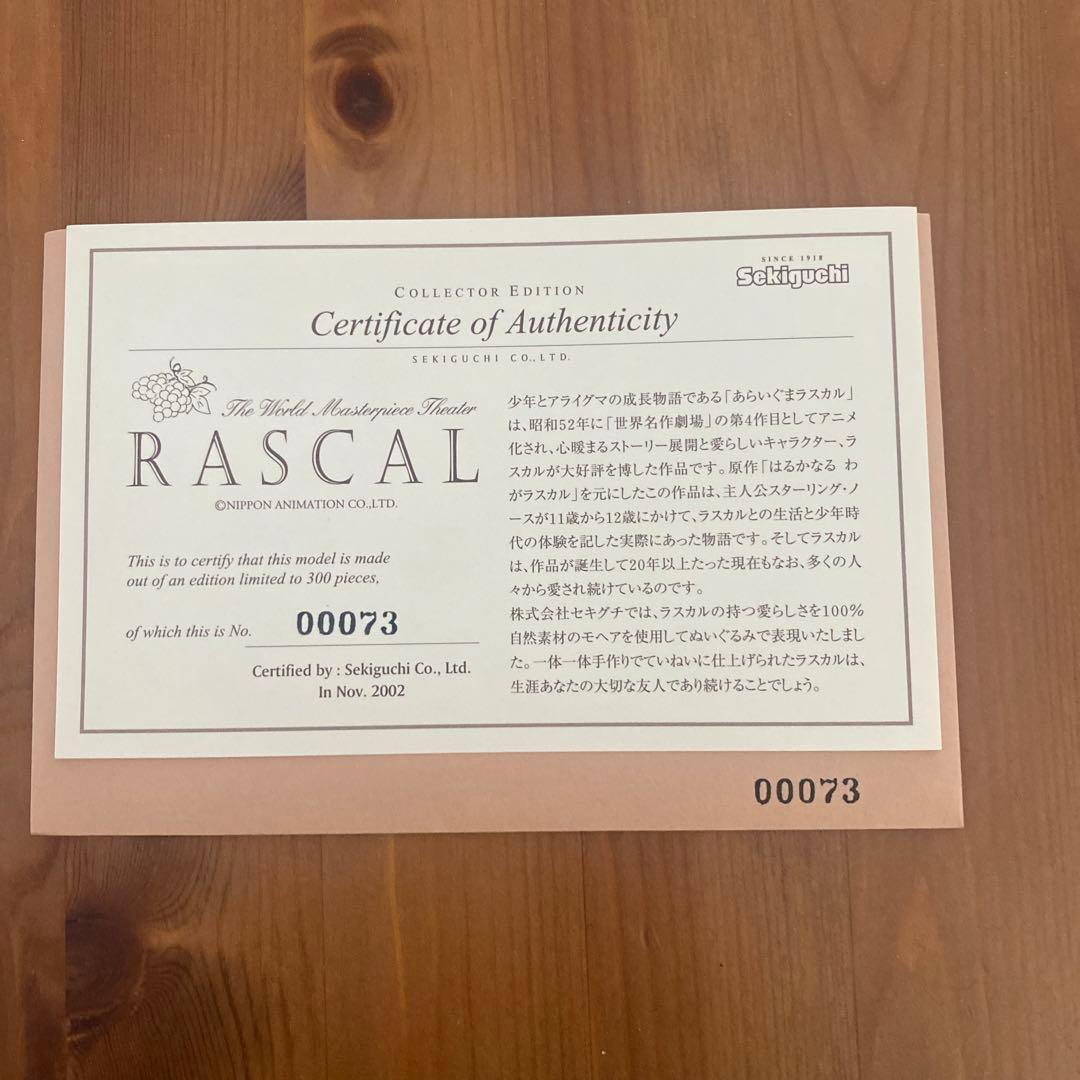 SINCE 1918
Sekiguchi
COLLECTOR EDITION
Certificate of Authenticity
SEKIGUCHI CO.,LTD.
The World Masterpiece Theater
RASCAL
©NIPPON ANIMATION CO.,LTD.
This is to certify that this model is made
out of an edition limited to 300 pieces,
of which this is No. 00073
Certified by : Sekiguchi Co., Ltd.
In Nov. 2002
少年とアライグマの成長物語である「あらいぐまラスカル」
は、昭和52年に「世界名作劇場」の第4作目としてアニメ
化され、心暖まるストーリー展開と愛らしいキャラクター、ラ
スカルが大好評を博した作品です。原作「はるかなる わ
がラスカル」を元にしたこの作品は、主人公スターリング・ノ
ースが11歳から12歳にかけて、ラスカルとの生活と少年時
代の体験を記した実際にあった物語です。そしてラスカル
は、作品が誕生して20年以上たった現在もなお、多くの人
々から愛され続けているのです。
株式会社セキグチでは、ラスカルの持つ愛らしさを100%
自然素材のモヘアを使用してぬいぐるみで表現いたしまし
た。一体一体手作りでていねいに仕上げられたラスカルは、
生涯あなたの大切な友人であり続けることでしょう。
00073